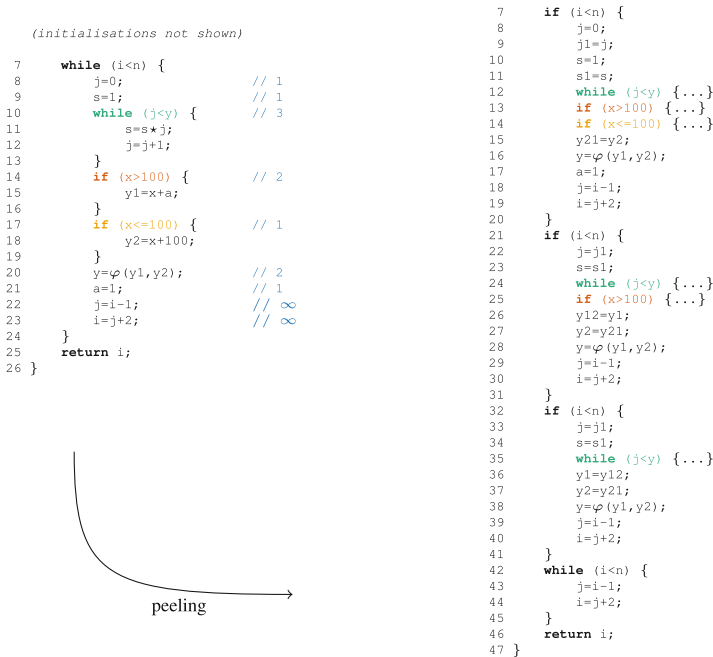 (initialisations not shown)
7 while (i<n) {
8 j=0; // 1
9 s=1; // 1
10 while (j<y) { // 3
11 s=s⋆j;
12 j=j+1;
13 }
14 if (x>100) { // 2
15 y1=x+a;
16 }
17 if (x<=100) { // 1
18 y2=x+100;
19 }
20 y=φ(y1,y2); // 2
21 a=1; // 1
22 j=i-1; // ∞
23 i=j+2; // ∞
24 }
25 return i;
26 }
peeling
7 if (i<n) {
8 j=0;
9 j1=j;
10 s=1;
11 s1=s;
12 while (j<y) {...}
13 if (x>100) {...}
14 if (x<=100) {...}
15 y21=y2;
16 y=φ(y1,y2);
17 a=1;
18 j=i-1;
19 i=j+2;
20 }
21 if (i<n) {
22 j=j1;
23 s=s1;
24 while (j<y) {...}
25 if (x>100) {...}
26 y12=y1;
27 y2=y21;
28 y=φ(y1,y2);
29 j=i-1;
30 i=j+2;
31 }
32 if (i<n) {
33 j=j1;
34 s=s1;
35 while (j<y) {...}
36 y1=y12;
37 y2=y21;
38 y=φ(y1,y2);
39 j=i-1;
40 i=j+2;
41 }
42 while (i<n) {
43 j=i-1;
44 i=j+2;
45 }
46 return i;
47 }